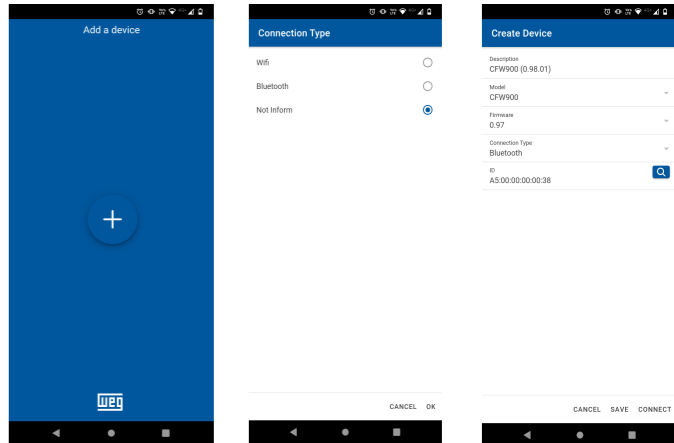 Add a device
weg
Connection Type
Wifi
Bluetooth
Not Inform
CANCEL OK
Create Device
Description
CFW900 (0.98.01)
Model
CFW900
Firmware
0.97
Connection Type
Bluetooth
ID
A5:00:00:00:00:38
CANCEL SAVE CONNECT